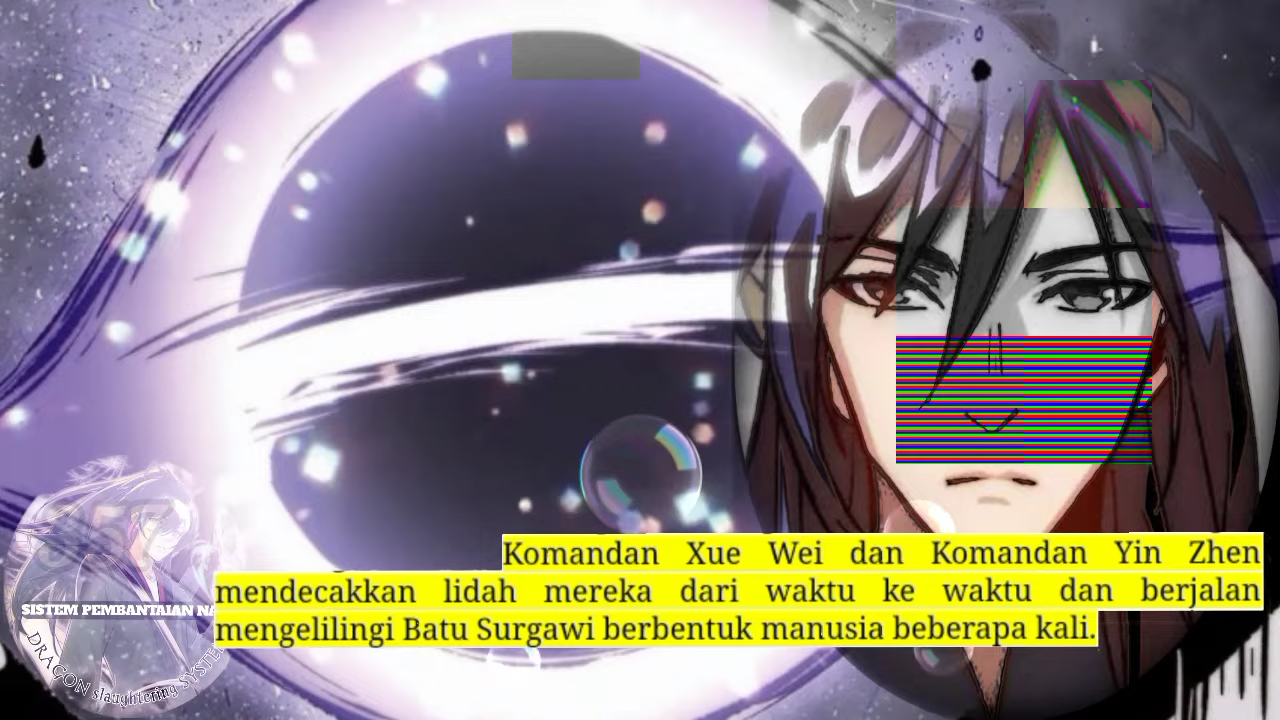 Komandan Xue Wei dan Komandan Yin Zhen
mendecakkan lidah mereka dari waktu ke waktu dan berjalan
mengelilingi Batu Surgawi berbentuk manusia beberapa kali.
SISTEM PEMBANTAIAN NA
DRAGON slaughtering SYSTE